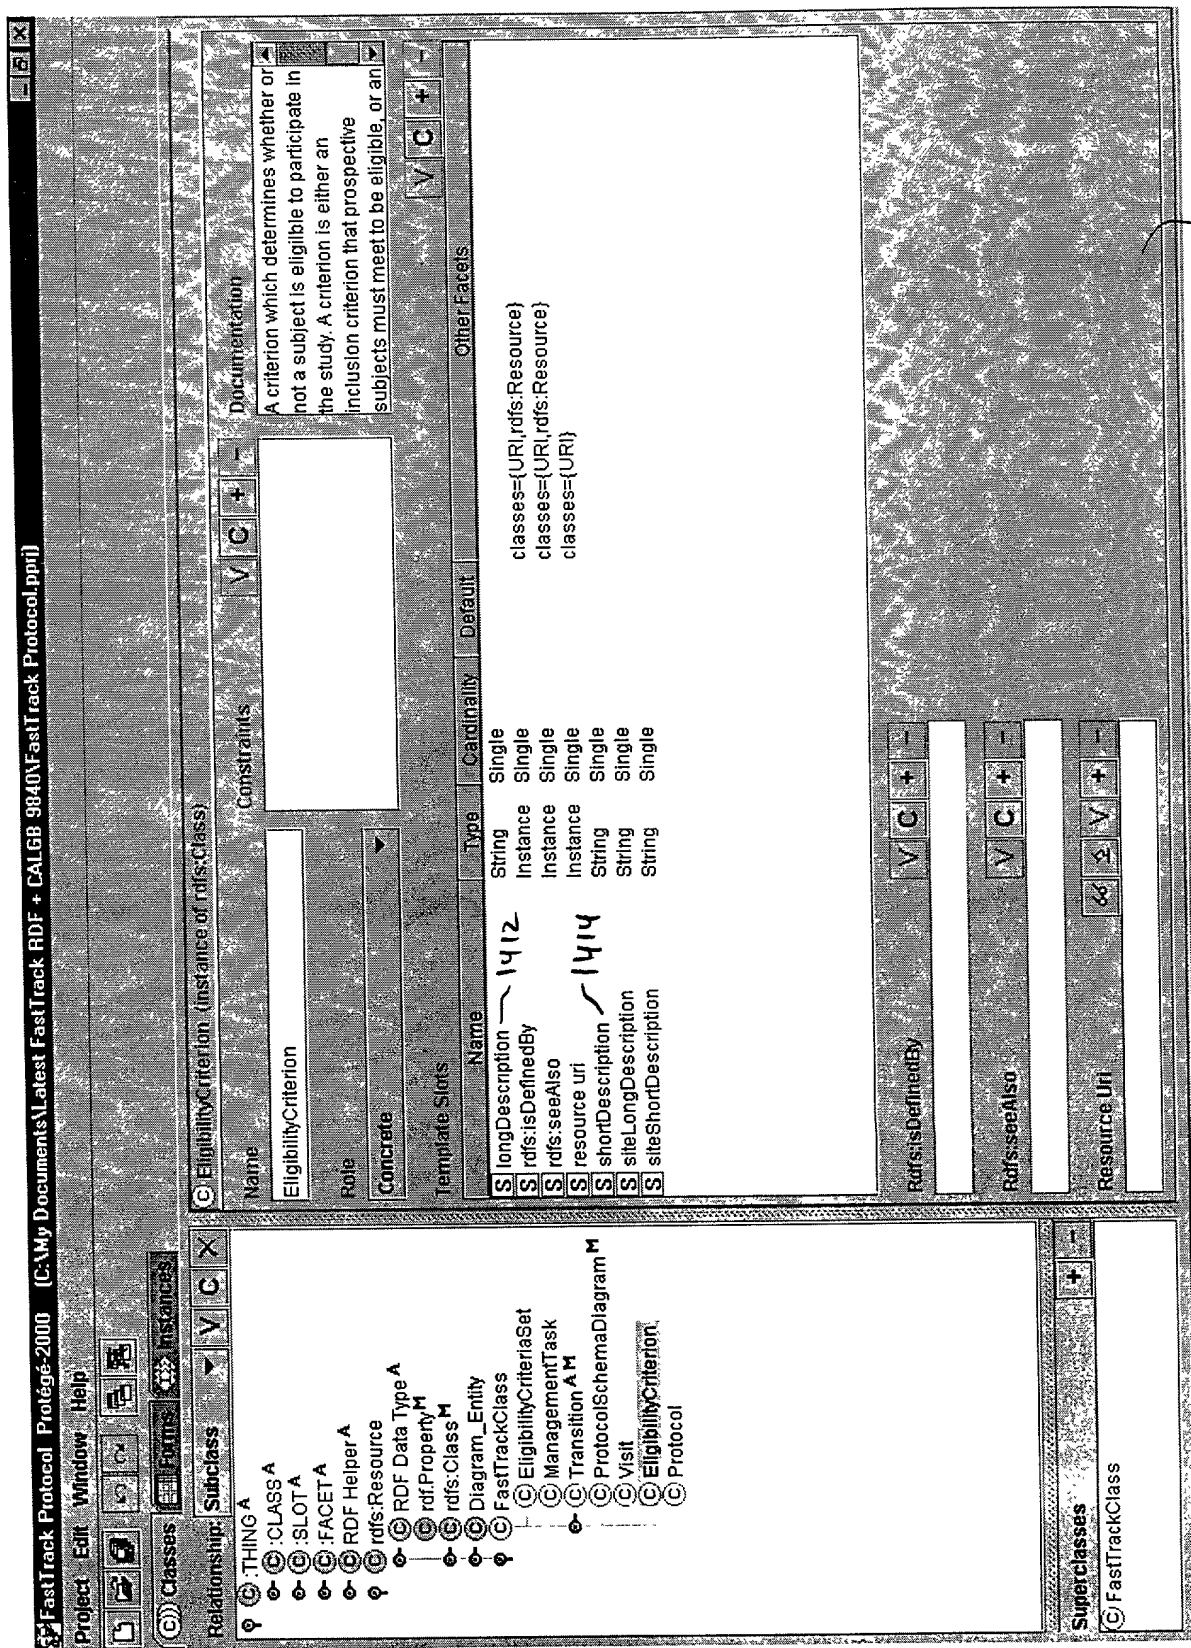 FastTrack Protocol Protégé-2000 [C:\My Documents\Latest FastTrack RDF + CALGB 9840\FastTrack Protocol.pprj]
Project Edit Window Help
Classes Forms Instances
Relationship: Subclass V C X
:THING A
:CLASS A
:SLOT A
:FACET A
RDF Helper A
rdfs:Resource
RDF Data Type A
rdf:Property M
rdfs:Class M
Diagram_Entity
FastTrackClass
EligibilityCriteriaSet
ManagementTask
Transition A M
ProtocolSchemaDiagram M
Visit
EligibilityCriterion
Protocol
Superclasses + -
FastTrackClass
EligibilityCriterion (instance of rdfs:Class)
Name
EligibilityCriterion
Role
Concrete
Constraints V C + -
Documentation
A criterion which determines whether or
not a subject is eligilble to participate in
the study. A criterion is either an
inclusion criterion that prospective
subjects must meet to be eligible, or an
Template Slots V C + -
Name Type Cardinality Default Other Facets
S longDescription 1412 String Single
S rdfs:isDefinedBy Instance Single classes={URI,rdfs:Resource}
S rdfs:seeAlso Instance Single classes={URI,rdfs:Resource}
S resource uri Instance Single classes={URI}
S shortDescription 1414 String Single
S siteLongDescription String Single
S siteShortDescription String Single
Rdfs:isDefinedBy V C + -
Rdfs:seeAlso V C + -
Resource Uri V + -